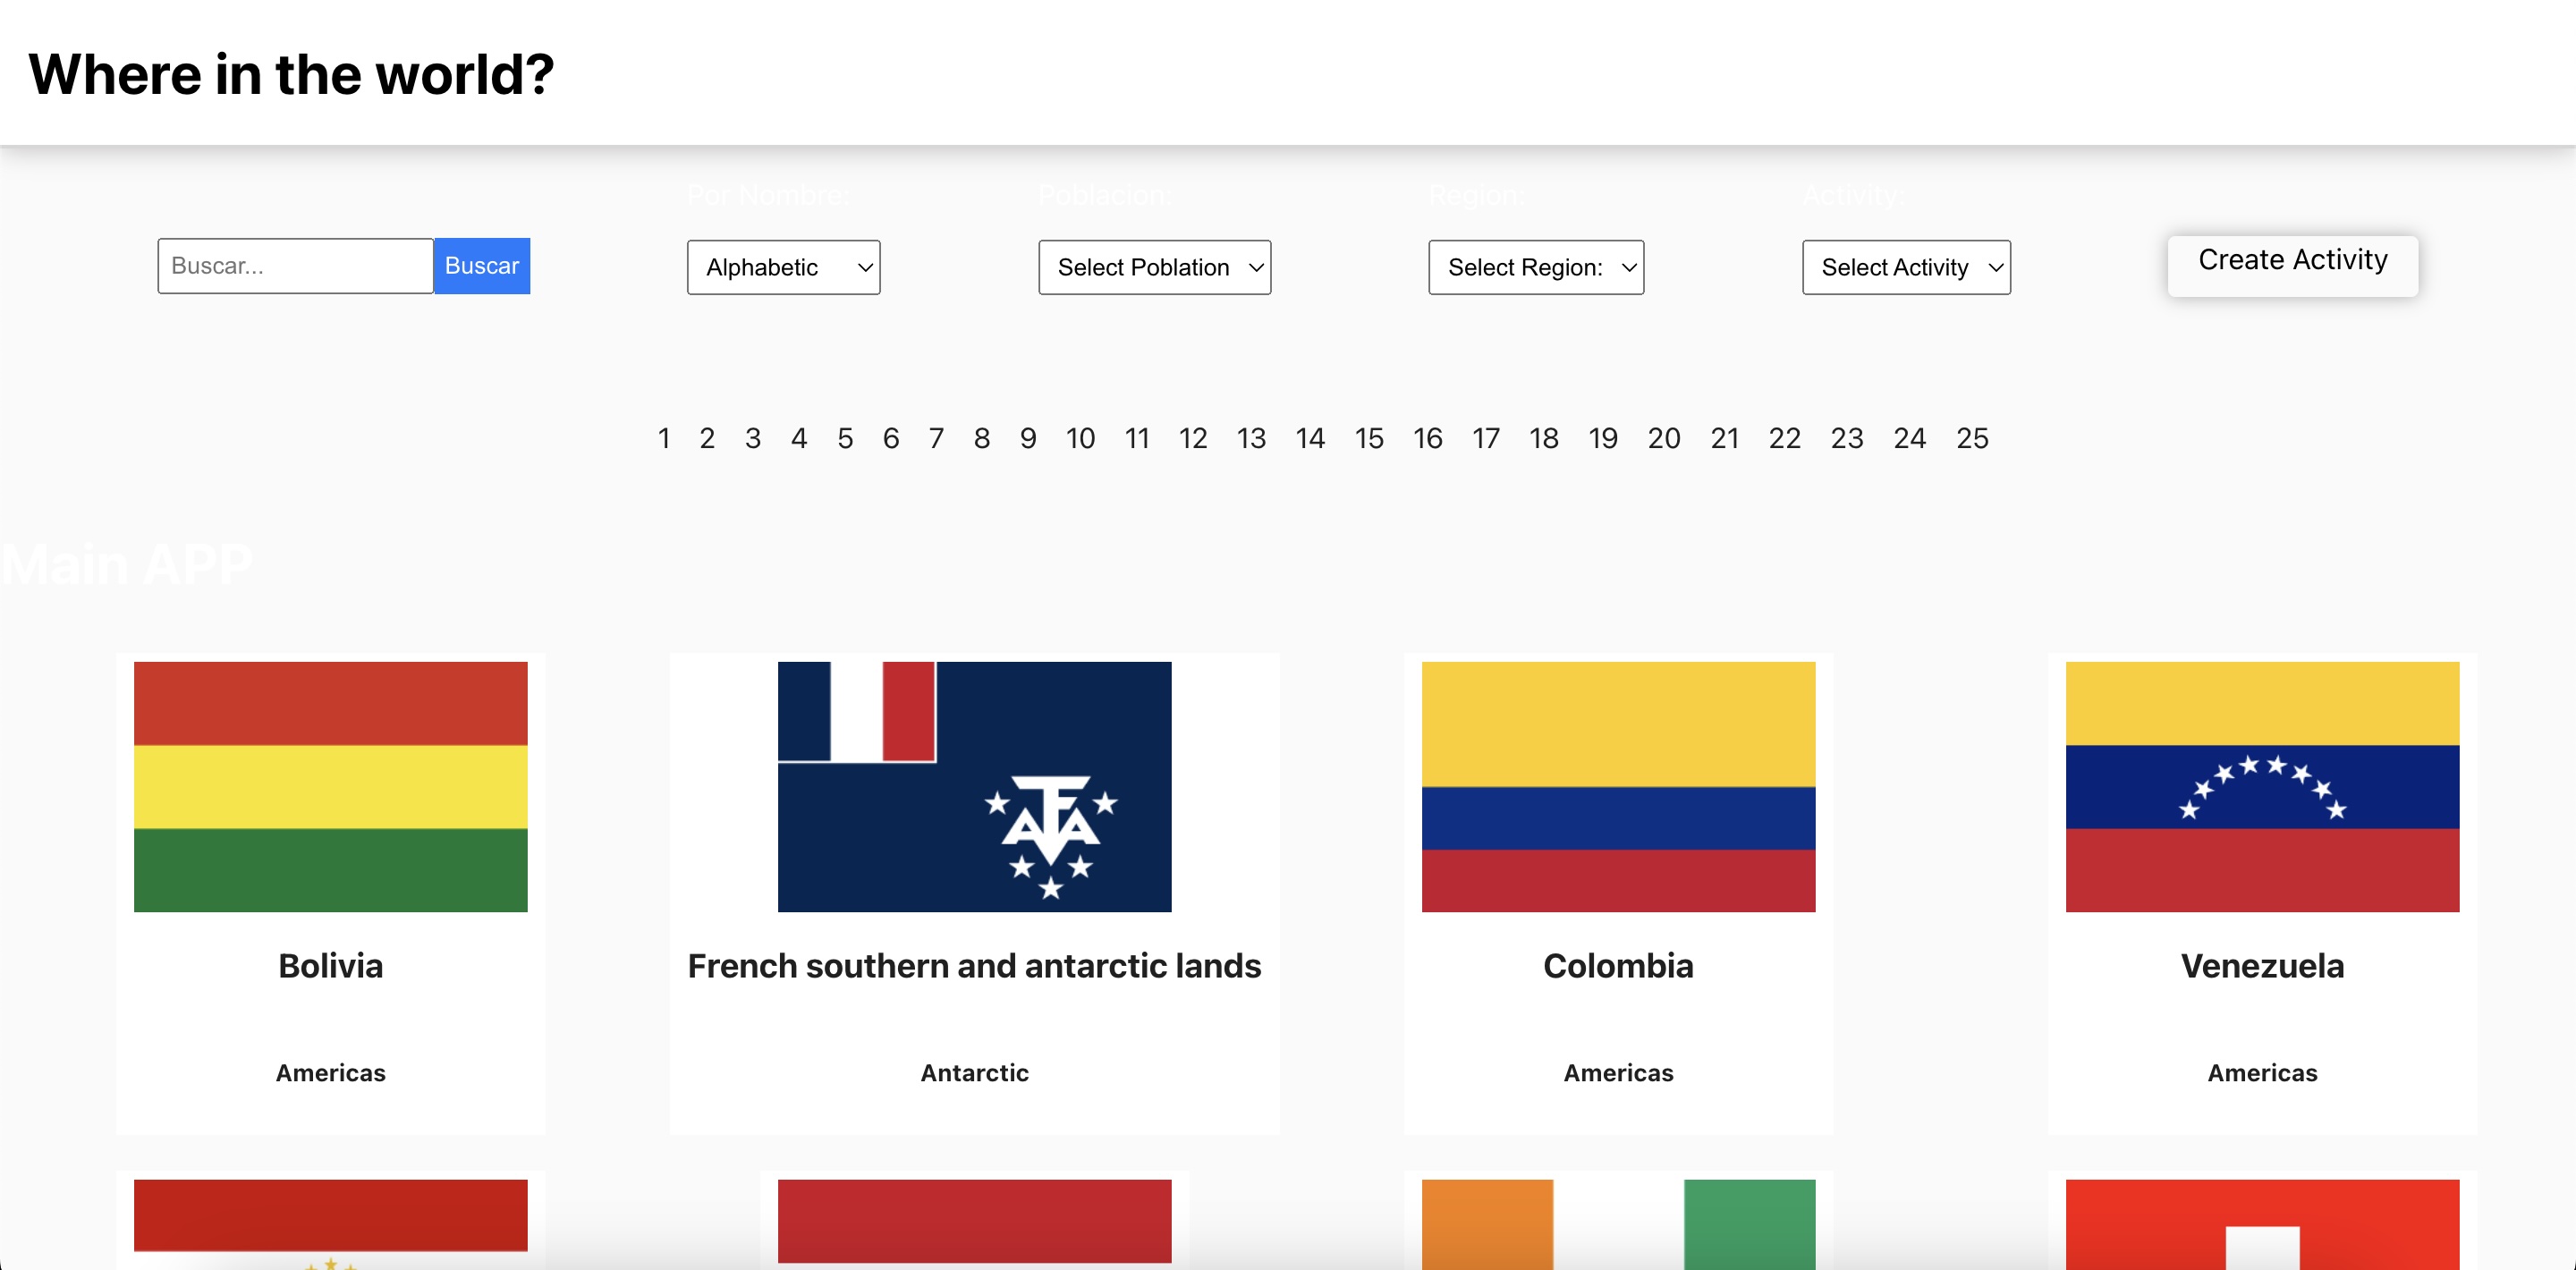 Where in the world?
Por Nombre: Poblacion: Region: Activity:
Buscar... Buscar Alphabetic Select Poblation Select Region: Select Activity Create Activity
1 2 3 4 5 6 7 8 9 10 11 12 13 14 15 16 17 18 19 20 21 22 23 24 25
Main APP
TAAF
Bolivia French southern and antarctic lands Colombia Venezuela
Americas Antarctic Americas Americas